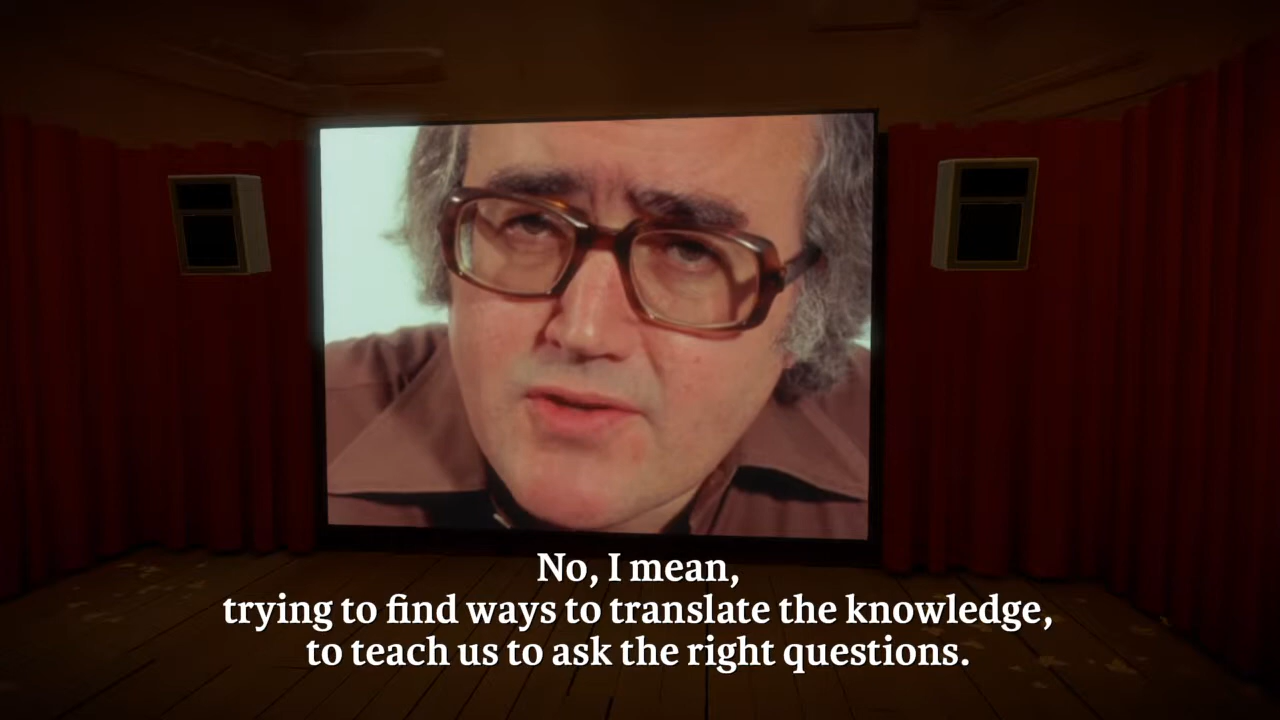 No, I mean,
trying to find ways to translate the knowledge,
to teach us to ask the right questions.